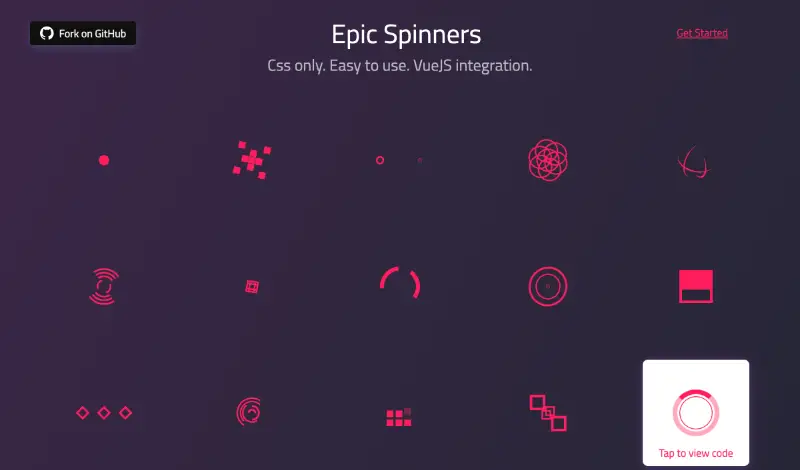 Fork on GitHub
Epic Spinners
Get Started
Css only. Easy to use. VueJS integration.
Tap to view code